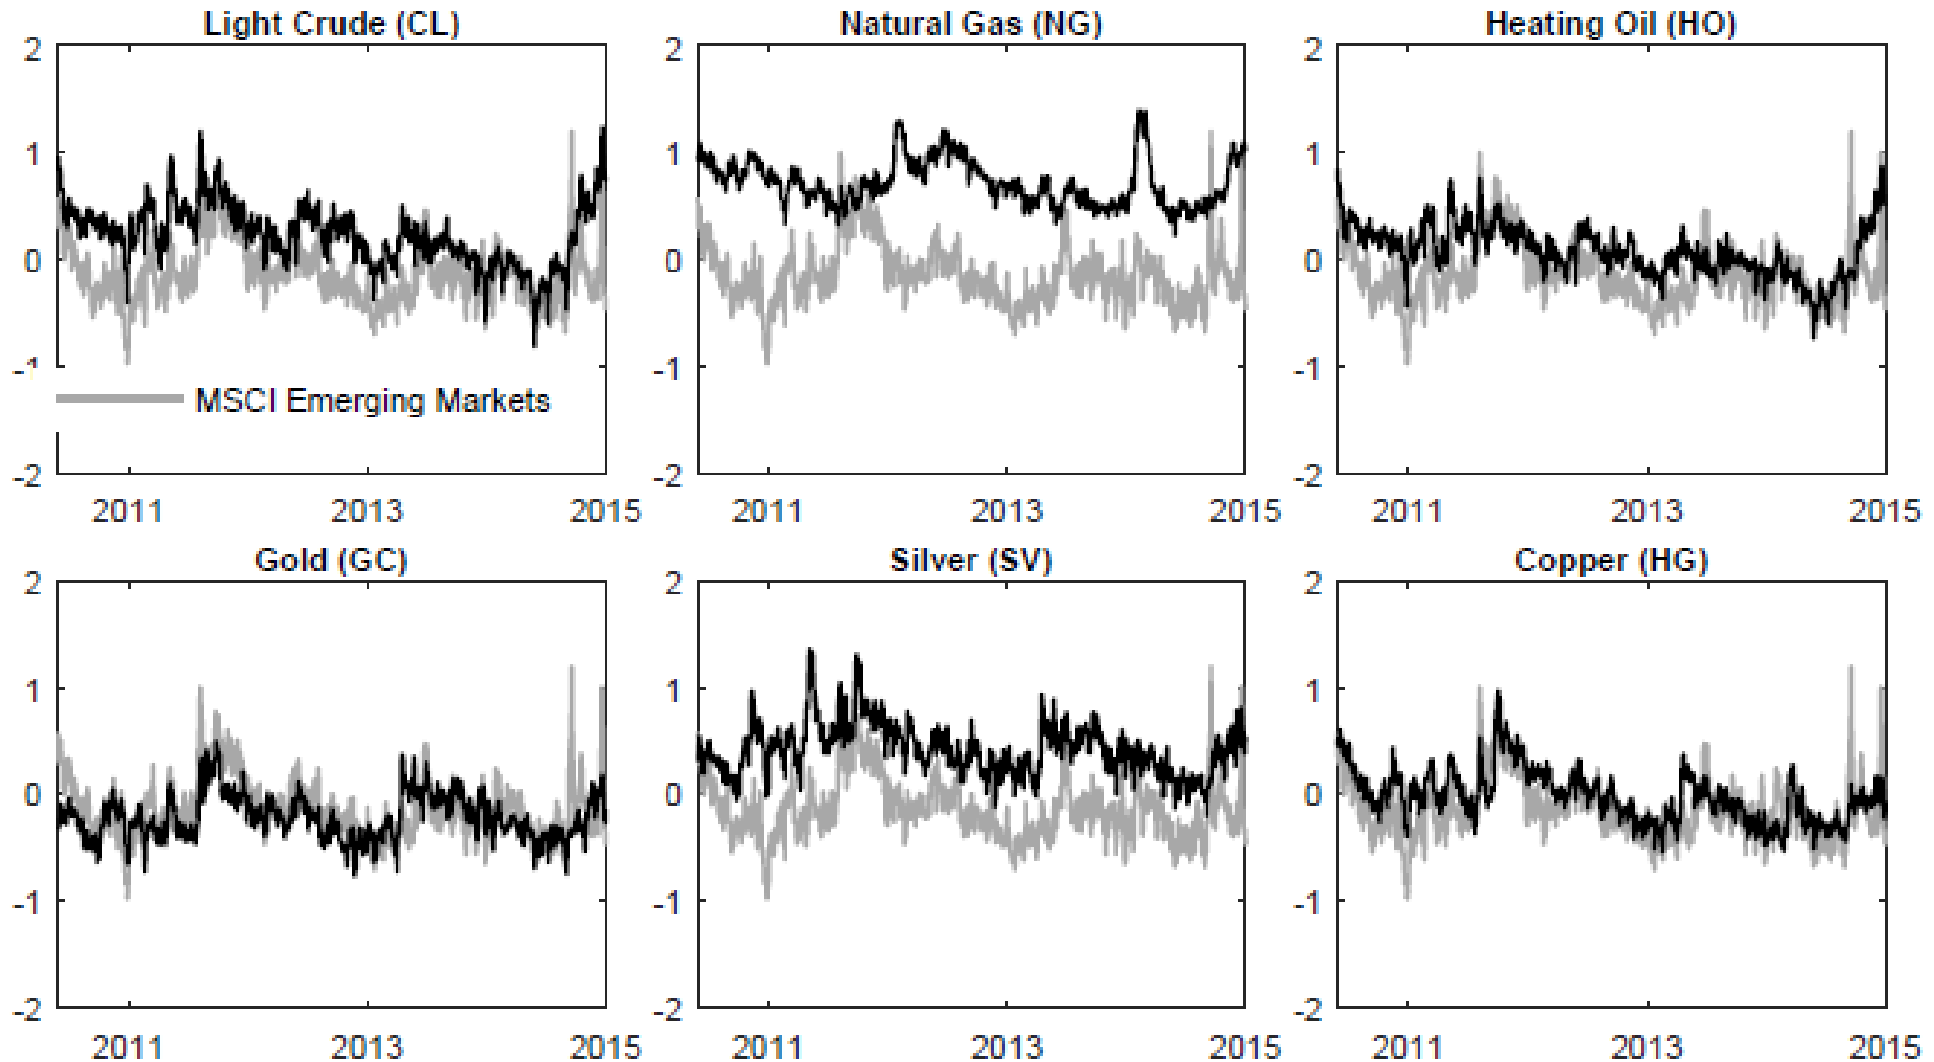 Light Crude (CL)
2
1
0
-1
-2
MSCI Emerging Markets
2011 2013 2015
Natural Gas (NG)
2
1
0
-1
-2
2011 2013 2015
Heating Oil (HO)
2
1
0
-1
-2
2011 2013 2015
Gold (GC)
2
1
0
-1
-2
2011 2013 2015
Silver (SV)
2
1
0
-1
-2
2011 2013 2015
Copper (HG)
2
1
0
-1
-2
2011 2013 2015